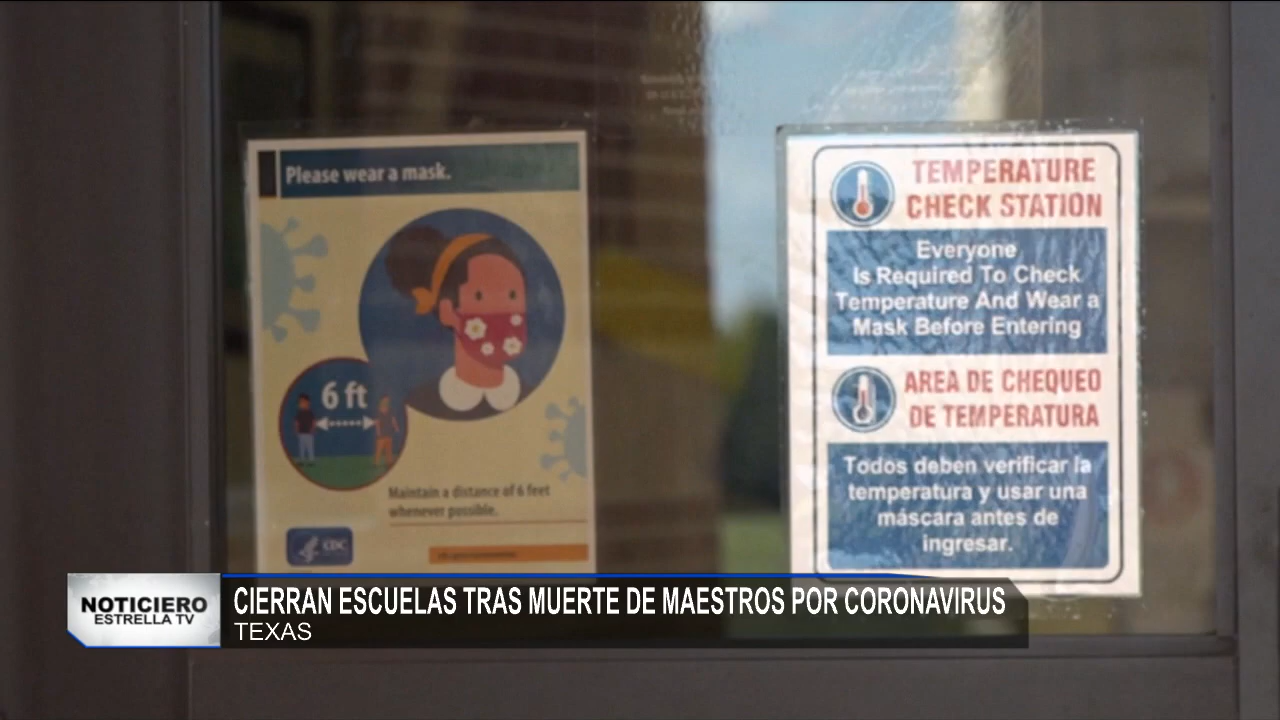 Please wear a mask.
6 ft
Maintain a distance of 6 feet
whenever possible.
CDC
TEMPERATURE
CHECK STATION
Everyone
Is Required To Check
Temperature And Wear a
Mask Before Entering
AREA DE CHEQUEO
DE TEMPERATURA
Todos deben verificar la
temperatura y usar una
máscara antes de
ingresar.
NOTICIERO
ESTRELLA TV
CIERRAN ESCUELAS TRAS MUERTE DE MAESTROS POR CORONAVIRUS
TEXAS